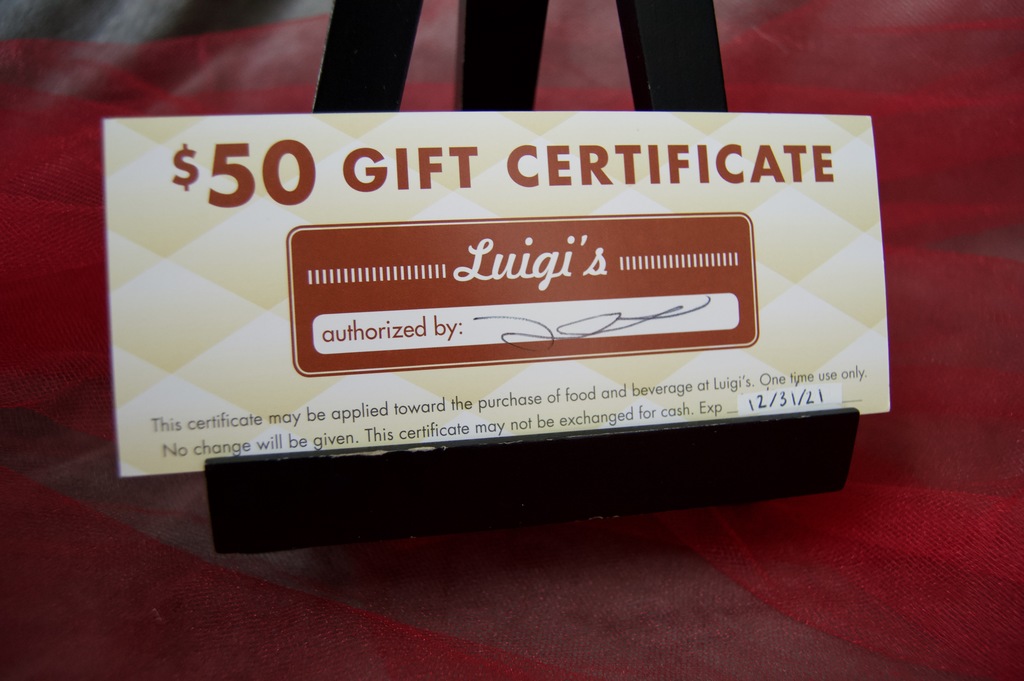 $50 GIFT CERTIFICATE
Luigi's
authorized by:
This certificate may be applied toward the purchase of food and beverage at Luigi's. One time use only.
No change will be given. This certificate may not be exchanged for cash. Exp 12/31/21